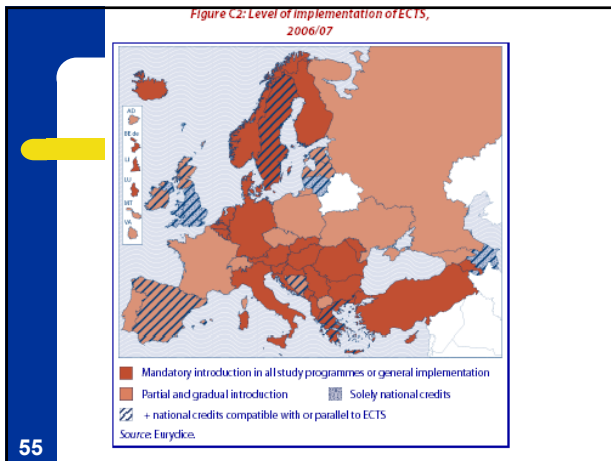 Figure C2: Level of implementation of ECTS,
2006/07
AD
BE de
LI
LU
MT
VA
Mandatory introduction in all study programmes or general implementation
Partial and gradual introduction
Solely national credits
+ national credits compatible with or parallel to ECTS
Source: Eurydice.
55